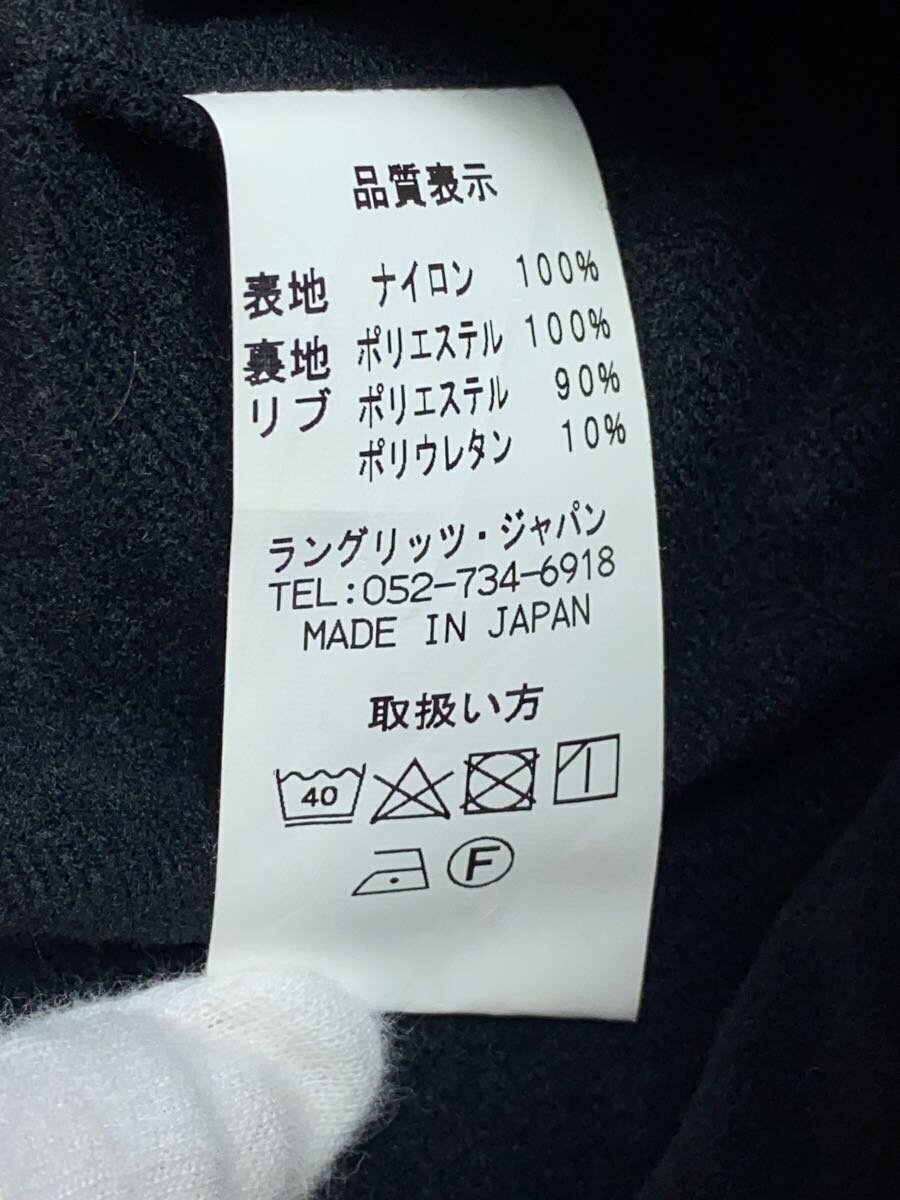 品質表示
表地 ナイロン 100%
裏地 ポリエステル 100%
リブ ポリエステル 90%
ポリウレタン 10%
ラングリッツ・ジャパン
TEL:052-734-6918
MADE IN JAPAN
取扱い方
40
F